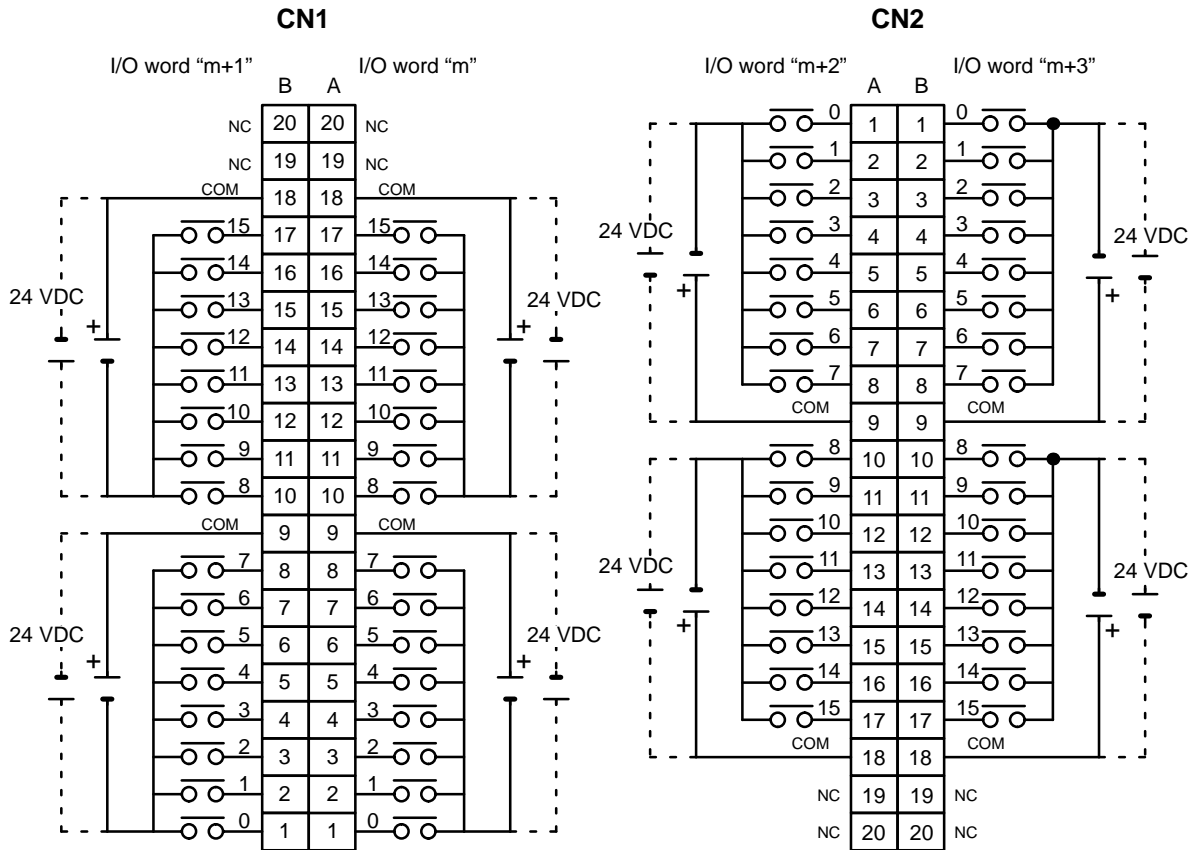 CN1
I/O word “m+1” I/O word “m”
B A
NC 20 20 NC
NC 19 19 NC
COM 18 18 COM
15 17 17 15
14 16 16 14
13 15 15 13
24 VDC + + 24 VDC
12 14 14 12
11 13 13 11
10 12 12 10
9 11 11 9
8 10 10 8
COM 9 9 COM
7 8 8 7
6 7 7 6
24 VDC + 5 6 6 5 + 24 VDC
4 5 5 4
3 4 4 3
2 3 3 2
1 2 2 1
0 1 1 0
CN2
I/O word “m+2” I/O word “m+3”
A B
0 1 1 0
1 2 2 1
2 3 3 2
24 VDC 3 4 4 3 24 VDC
4 5 5 4
+ 5 6 6 5 +
6 7 7 6
7 8 8 7
COM 9 9 COM
8 10 10 8
9 11 11 9
10 12 12 10
24 VDC 11 13 13 11 24 VDC
12 14 14 12
+ 13 15 15 13 +
14 16 16 14
15 17 17 15
COM 18 18 COM
NC 19 19 NC
NC 20 20 NC